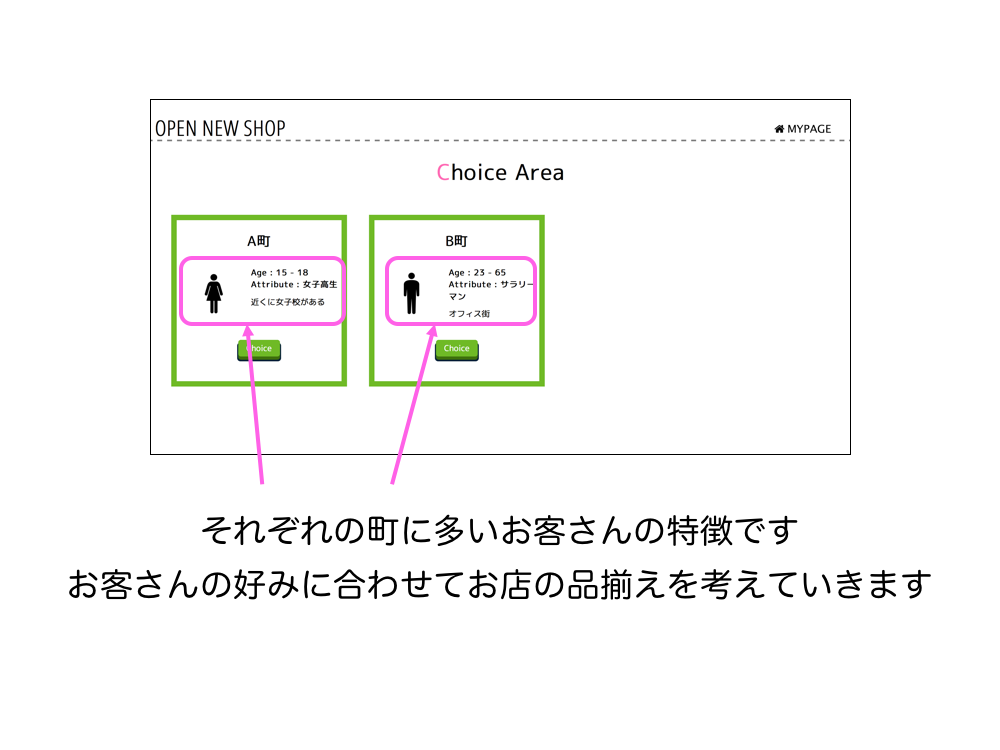 OPEN NEW SHOP
MYPAGE
Choice Area
A町
Age : 15 - 18
Attribute : 女子高生
近くに女子校がある
Choice
B町
Age : 23 - 65
Attribute : サラリー
マン
オフィス街
Choice
それぞれの町に多いお客さんの特徴です
お客さんの好みに合わせてお店の品揃えを考えていきます